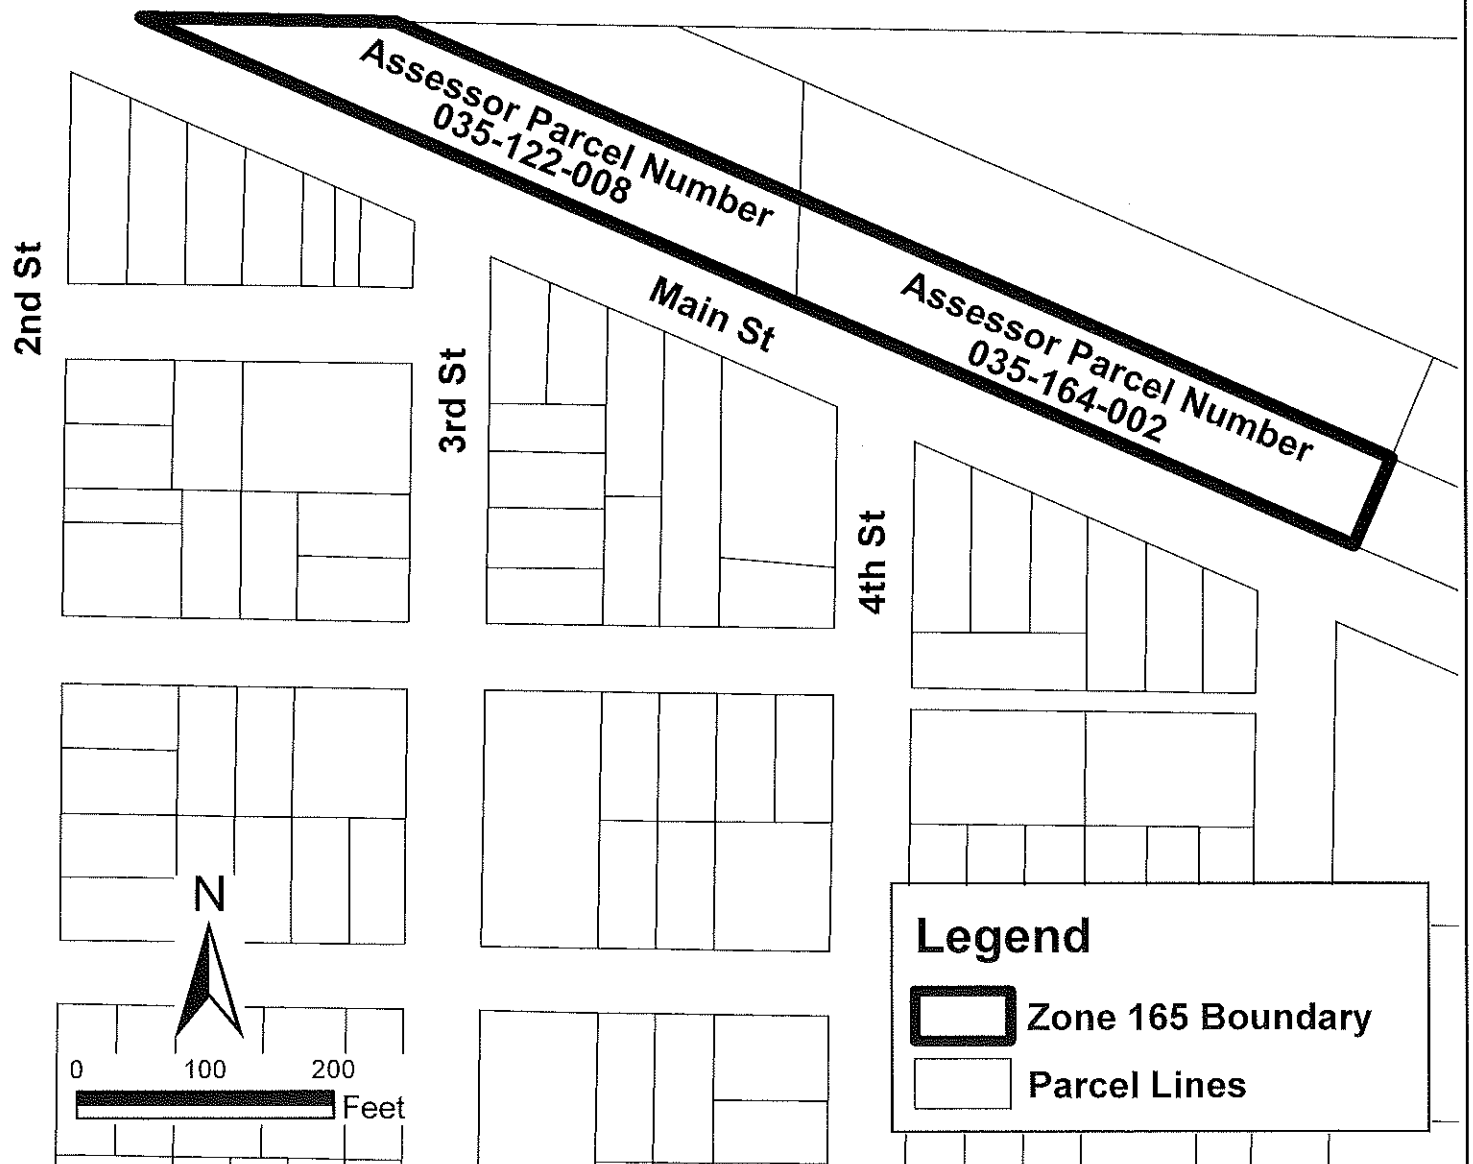 Assessor Parcel Number
035-122-008
Assessor Parcel Number
035-164-002
Main St
2nd St
3rd St
4th St
N
0 100 200
Feet
Legend
Zone 165 Boundary
Parcel Lines